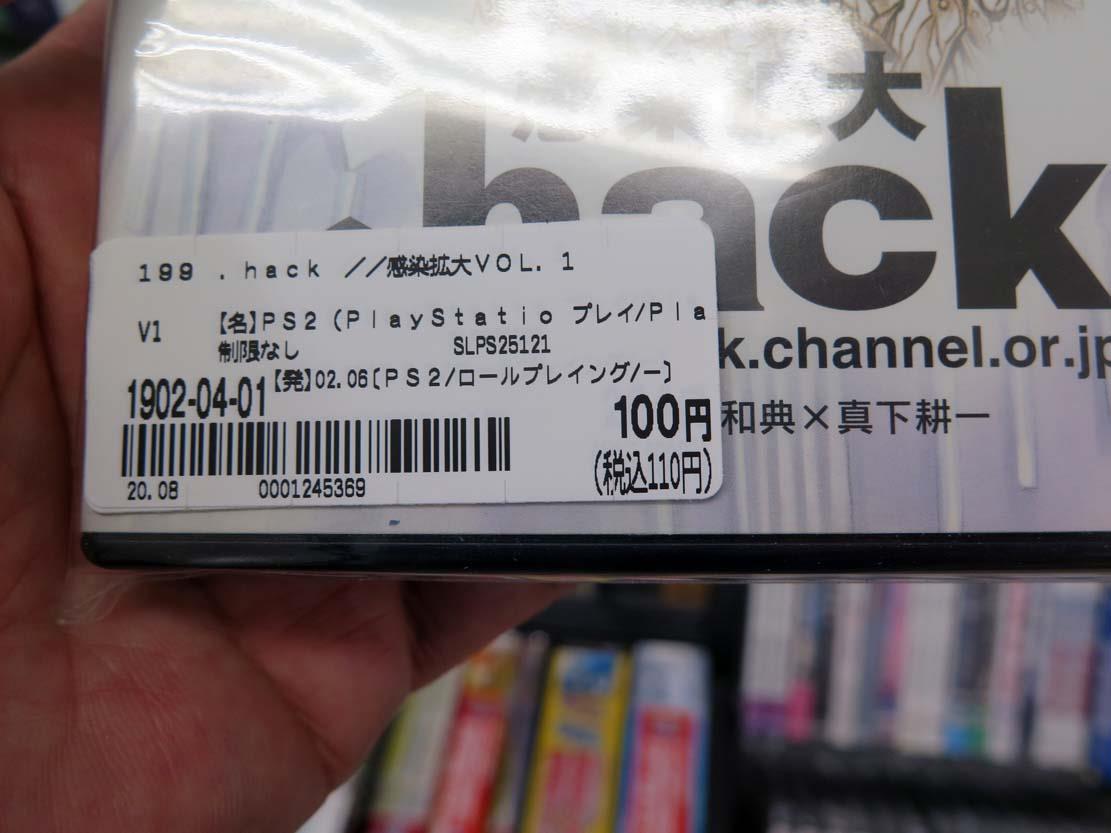 感染拡大
.hack
k.channel.or.jp
和典×真下耕一
199 .hack //感染拡大VOL. 1
V1
【名】PS2 (PlayStatio プレイ/Pla
制限なし SLPS25121
1902-04-01 【発】02.06[PS2/ロールプレイング/ー]
100円
(税込110円)
20.08 0001245369